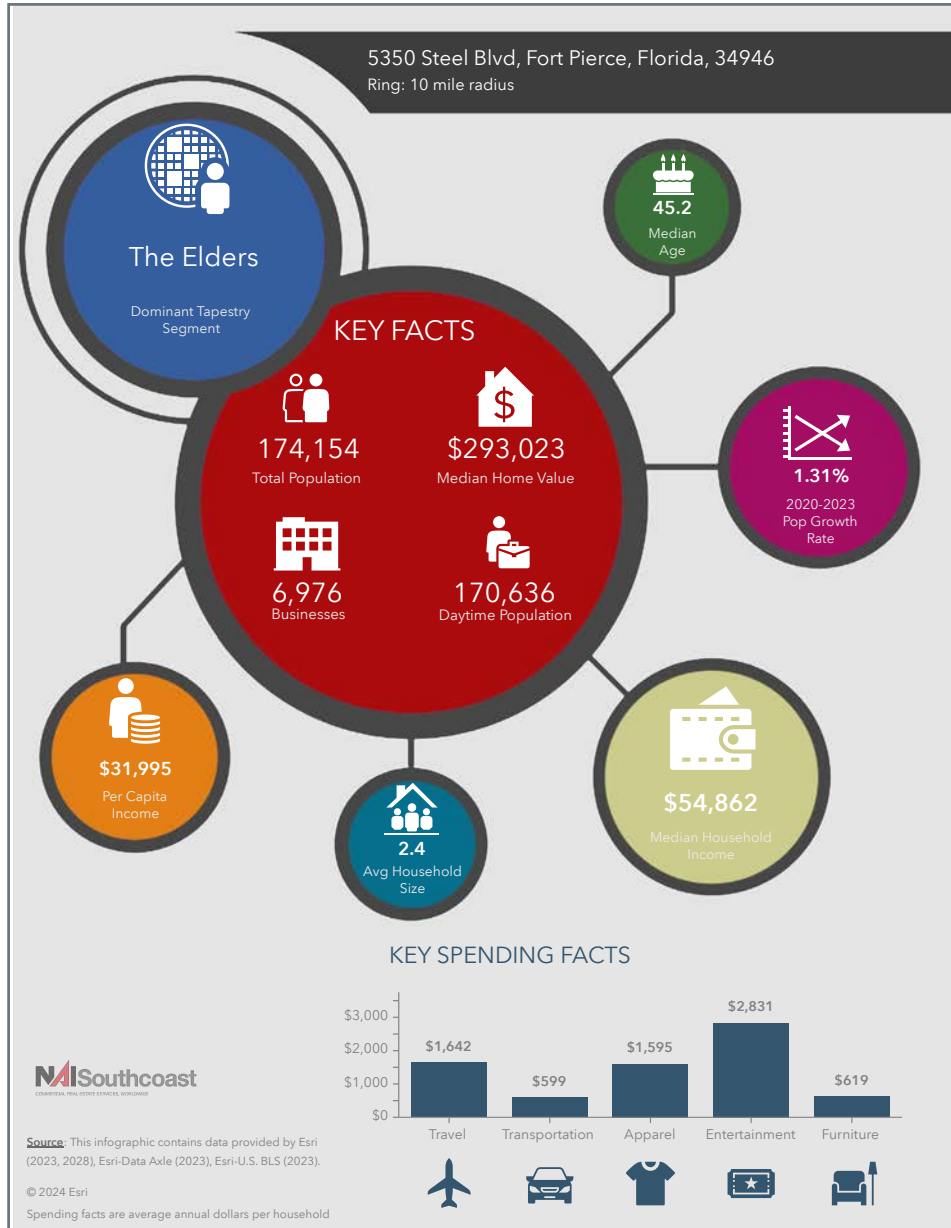 5350 Steel Blvd, Fort Pierce, Florida, 34946
Ring: 10 mile radius
The Elders
Dominant Tapestry
Segment
45.2
Median
Age
KEY FACTS
174,154
Total Population
$293,023
Median Home Value
6,976
Businesses
170,636
Daytime Population
1.31%
2020-2023
Pop Growth
Rate
$31,995
Per Capita
Income
2.4
Avg Household
Size
$54,862
Median Household
Income
KEY SPENDING FACTS
$3,000
$2,000
$1,000
$0
$1,642
$599
$1,595
$2,831
$619
Travel
Transportation
Apparel
Entertainment
Furniture
NAISouthcoast
COMMERCIAL REAL ESTATE SERVICES, WORLDWIDE
Source: This infographic contains data provided by Esri
(2023, 2028), Esri-Data Axle (2023), Esri-U.S. BLS (2023).
© 2024 Esri
Spending facts are average annual dollars per household